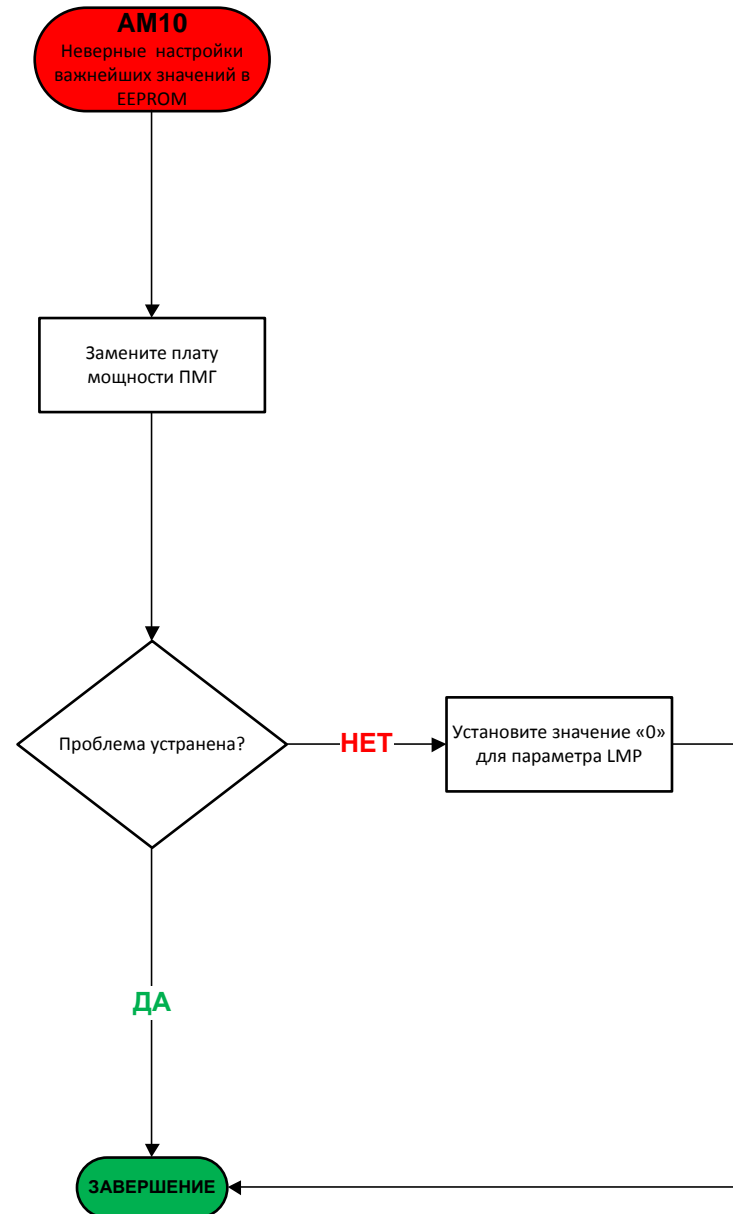 AM10
Неверные настройки
важнейших значений в
EEPROM
Замените плату
мощности ПМГ
Проблема устранена?
НЕТ
Установите значение «0»
для параметра LMP
ДА
ЗАВЕРШЕНИЕ